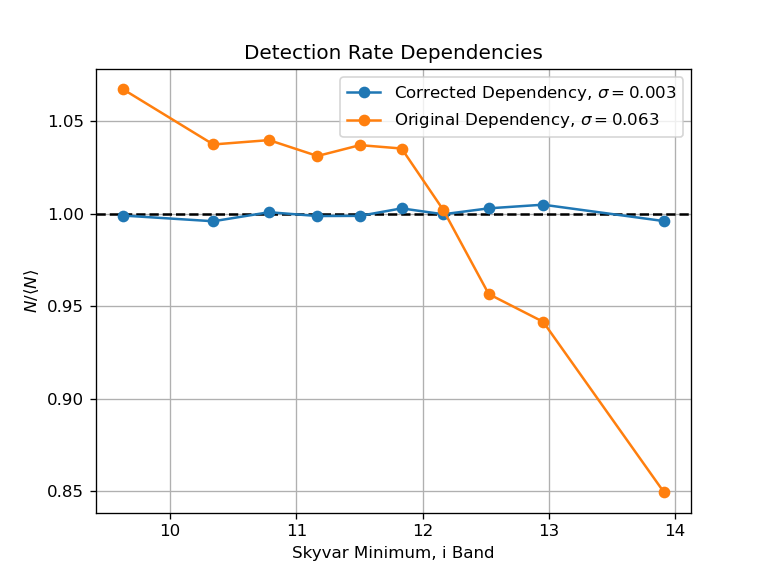 Detection Rate Dependencies
Corrected Dependency, σ = 0.003
Original Dependency, σ = 0.063
N/⟨N⟩
1.05
1.00
0.95
0.90
0.85
10 11 12 13 14
Skyvar Minimum, i Band